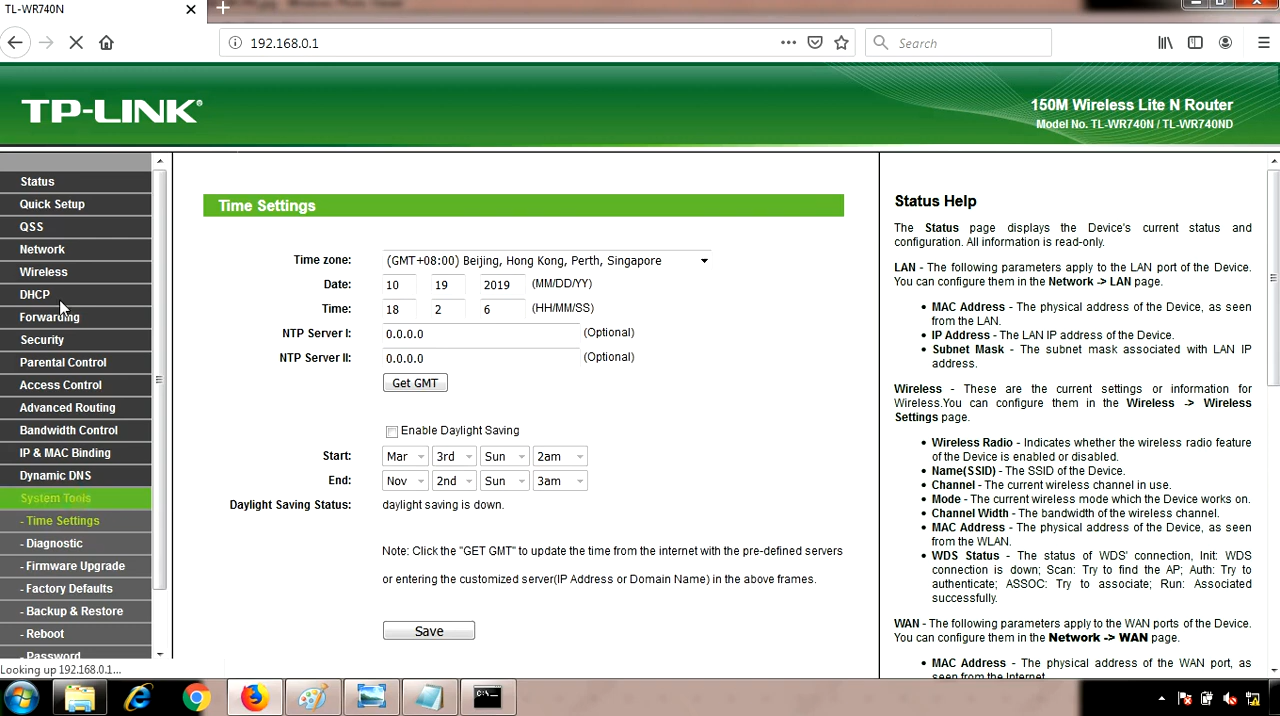 TL-WR740N
192.168.0.1
Search
TP-LINK®
150M Wireless Lite N Router
Model No. TL-WR740N / TL-WR740ND
Status
Quick Setup
QSS
Network
Wireless
DHCP
Forwarding
Security
Parental Control
Access Control
Advanced Routing
Bandwidth Control
IP & MAC Binding
Dynamic DNS
System Tools
- Time Settings
- Diagnostic
- Firmware Upgrade
- Factory Defaults
- Backup & Restore
- Reboot
- Password
Looking up 192.168.0.1...
Time Settings
Time zone: (GMT+08:00) Beijing, Hong Kong, Perth, Singapore
Date: 10 19 2019 (MM/DD/YY)
Time: 18 2 6 (HH/MM/SS)
NTP Server I: 0.0.0.0 (Optional)
NTP Server II: 0.0.0.0 (Optional)
Get GMT
Enable Daylight Saving
Start: Mar 3rd Sun 2am
End: Nov 2nd Sun 3am
Daylight Saving Status: daylight saving is down.
Note: Click the "GET GMT" to update the time from the internet with the pre-defined servers
or entering the customized server(IP Address or Domain Name) in the above frames.
Save
Status Help
The Status page displays the Device's current status and
configuration. All information is read-only.
LAN - The following parameters apply to the LAN port of the Device.
You can configure them in the Network -> LAN page.
• MAC Address - The physical address of the Device, as seen
from the LAN.
• IP Address - The LAN IP address of the Device.
• Subnet Mask - The subnet mask associated with LAN IP
address.
Wireless - These are the current settings or information for
Wireless.You can configure them in the Wireless -> Wireless
Settings page.
• Wireless Radio - Indicates whether the wireless radio feature
of the Device is enabled or disabled.
• Name(SSID) - The SSID of the Device.
• Channel - The current wireless channel in use.
• Mode - The current wireless mode which the Device works on.
• Channel Width - The bandwidth of the wireless channel.
• MAC Address - The physical address of the Device, as seen
from the WLAN.
• WDS Status - The status of WDS' connection, Init: WDS
connection is down; Scan: Try to find the AP; Auth: Try to
authenticate; ASSOC: Try to associate; Run: Associated
successfully.
WAN - The following parameters apply to the WAN ports of the Device.
You can configure them in the Network -> WAN page.
• MAC Address - The physical address of the WAN port, as
seen from the Internet.